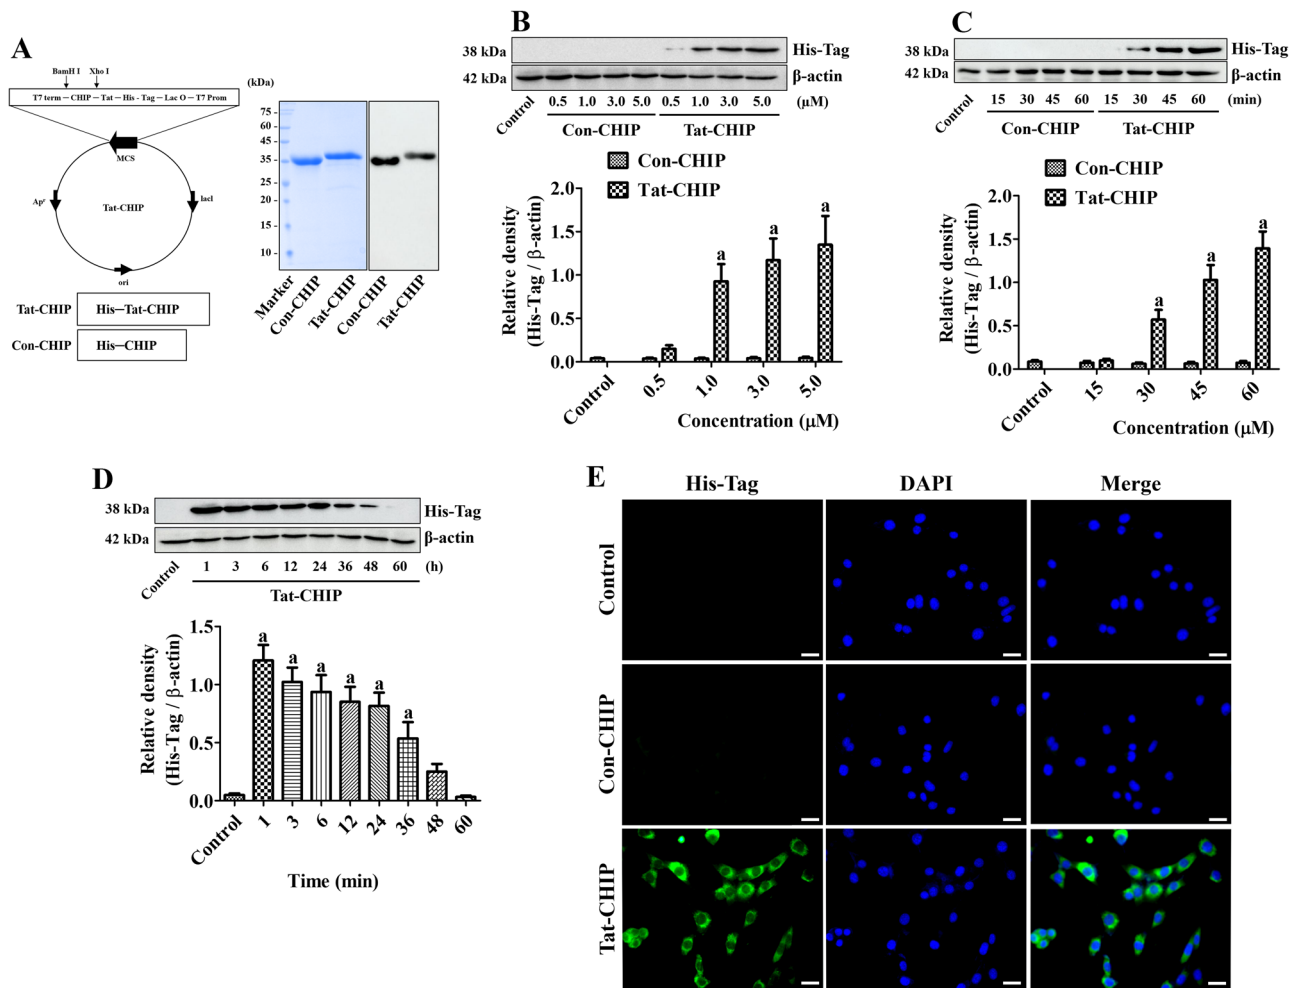 A
BamH I Xho I
T7 term – CHIP – Tat – His - Tag – Lac O – T7 Prom
MCS
Ap^r
Tat-CHIP
lacI
ori
Tat-CHIP His–Tat-CHIP
Con-CHIP His–CHIP
(kDa)
75 -
60 -
45 -
35 -
25 -
20 -
15 -
10 -
Marker
Con-CHIP
Tat-CHIP
Con-CHIP
Tat-CHIP
B
38 kDa His-Tag
42 kDa β-actin
Control 0.5 1.0 3.0 5.0 0.5 1.0 3.0 5.0 (μM)
Con-CHIP Tat-CHIP
Con-CHIP
Tat-CHIP
Relative density
(His-Tag / β-actin)
2.0
1.5
1.0
0.5
0.0
a a a
Control 0.5 1.0 3.0 5.0
Concentration (μM)
C
38 kDa His-Tag
42 kDa β-actin
Control 15 30 45 60 15 30 45 60 (min)
Con-CHIP Tat-CHIP
Con-CHIP
Tat-CHIP
Relative density
(His-Tag / β-actin)
2.0
1.5
1.0
0.5
0.0
a a a
Control 15 30 45 60
Concentration (μM)
D
38 kDa His-Tag
42 kDa β-actin
Control 1 3 6 12 24 36 48 60 (h)
Tat-CHIP
Relative density
(His-Tag / β-actin)
1.5
1.0
0.5
0.0
a a a a a a
Control 1 3 6 12 24 36 48 60
Time (min)
E
His-Tag DAPI Merge
Control
Con-CHIP
Tat-CHIP